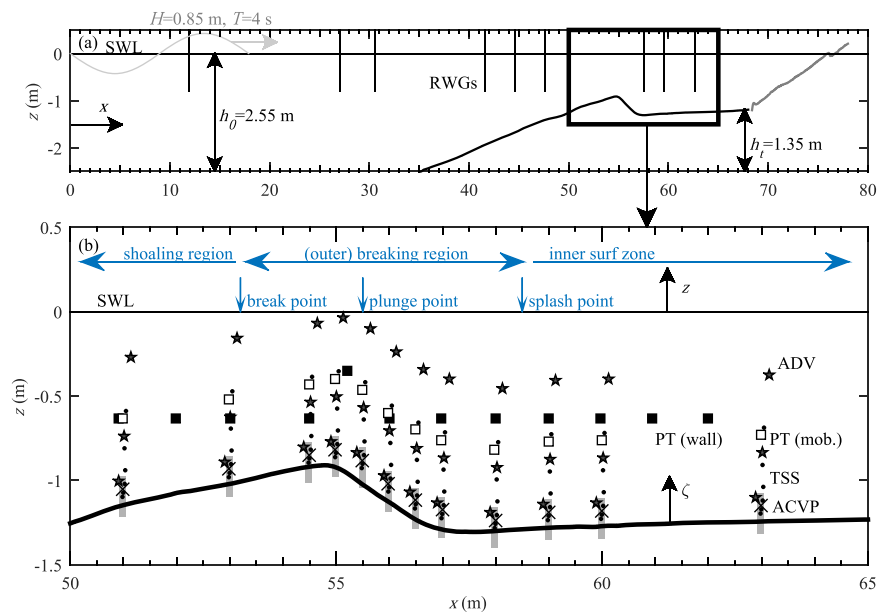 H=0.85 m, T=4 s
(a)
SWL
RWGs
x
h0=2.55 m
ht=1.35 m
z (m)
0
-1
-2
0 10 20 30 40 50 60 70 80
(b)
shoaling region
(outer) breaking region
inner surf zone
break point
plunge point
splash point
z
SWL
ADV
PT (wall)
PT (mob.)
TSS
ζ
ACVP
z (m)
0.5
0
-0.5
-1
-1.5
50 55 60 65
x (m)